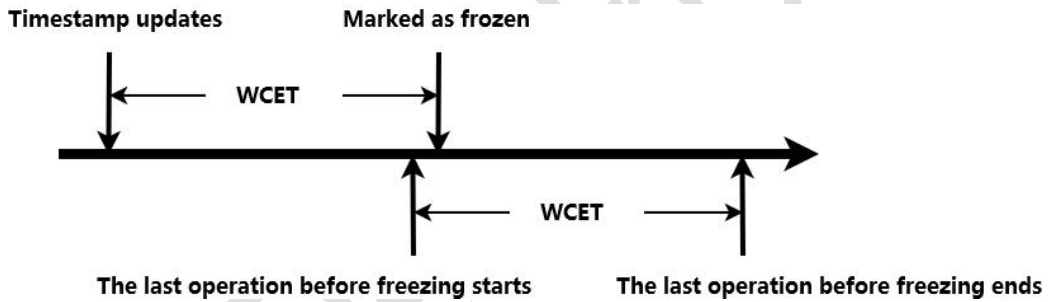 Timestamp updates
Marked as frozen
WCET
WCET
The last operation before freezing starts
The last operation before freezing ends